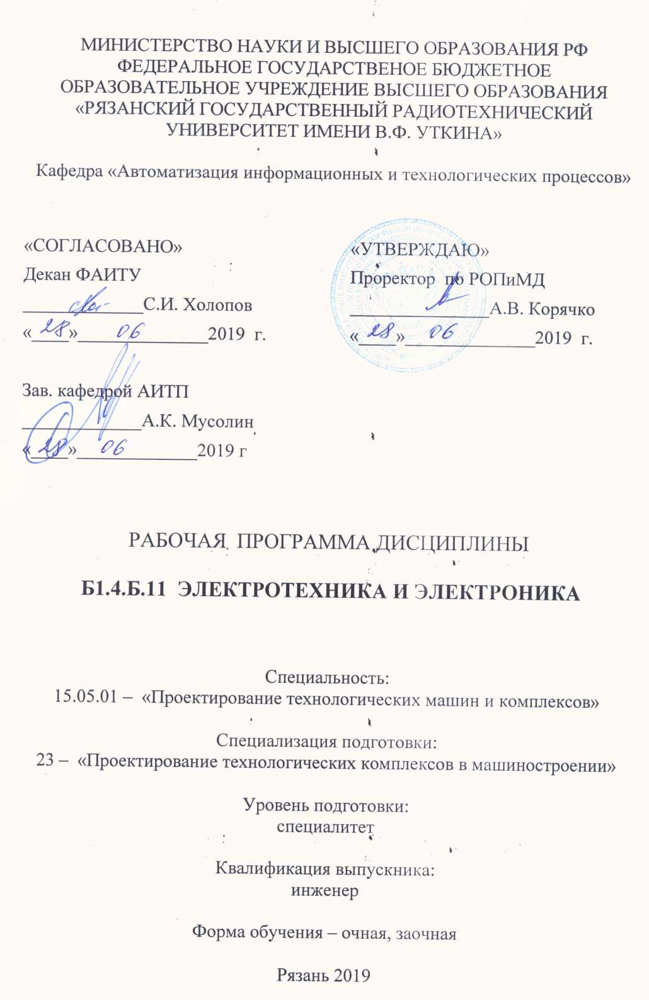 МИНИСТЕРСТВО НАУКИ И ВЫСШЕГО ОБРАЗОВАНИЯ РФ
ФЕДЕРАЛЬНОЕ ГОСУДАРСТВЕНОЕ БЮДЖЕТНОЕ
ОБРАЗОВАТЕЛЬНОЕ УЧРЕЖДЕНИЕ ВЫСШЕГО ОБРАЗОВАНИЯ
«РЯЗАНСКИЙ ГОСУДАРСТВЕННЫЙ РАДИОТЕХНИЧЕСКИЙ
УНИВЕРСИТЕТ ИМЕНИ В.Ф. УТКИНА»
Кафедра «Автоматизация информационных и технологических процессов»
«СОГЛАСОВАНО»
Декан ФАИТУ
С.И. Холопов
«28» 06 2019 г.
«УТВЕРЖДАЮ»
Проректор по РОПиМД
А.В. Корячко
«28» 06 2019 г.
Зав. кафедрой АИТП
А.К. Мусолин
«28» 06 2019 г
РАБОЧАЯ ПРОГРАММА ДИСЦИПЛИНЫ
Б1.4.Б.11 ЭЛЕКТРОТЕХНИКА И ЭЛЕКТРОНИКА
Специальность:
15.05.01 – «Проектирование технологических машин и комплексов»
Специализация подготовки:
23 – «Проектирование технологических комплексов в машиностроении»
Уровень подготовки:
специалитет
Квалификация выпускника:
инженер
Форма обучения – очная, заочная
Рязань 2019